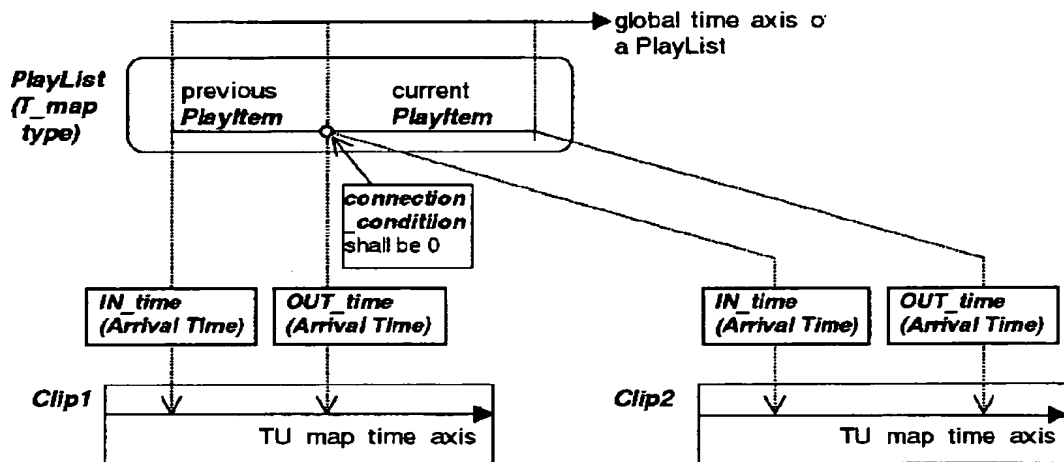 global time axis o
a PlayList
PlayList
(T_map
type)
previous
PlayItem
current
PlayItem
connection
_condition
shall be 0
IN_time
(Arrival Time)
OUT_time
(Arrival Time)
IN_time
(Arrival Time)
OUT_time
(Arrival Time)
Clip1
TU map time axis
Clip2
TU map time axis